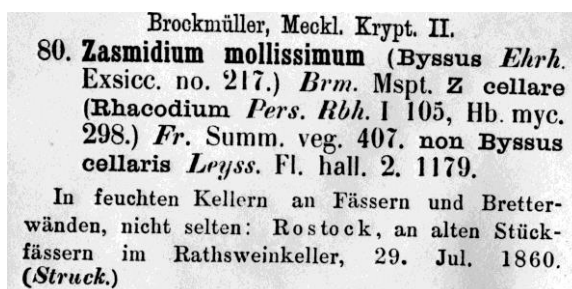 Brockmüller, Meckl. Krypt. II.
80. Zasmidium mollissimum (Byssus Ehrh.
Exsicc. no. 217.) Brm. Mspt. Z cellare
(Rhacodium Pers. Rbh. I 105, Hb. myc.
298.) Fr. Summ. veg. 407. non Byssus
cellaris Leyss. Fl. hall. 2. 1179.
In feuchten Kellern an Fässern und Bretter-
wänden, nicht selten: Rostock, an alten Stück-
fässern im Rathsweinkeller, 29. Jul. 1860.
(Struck.)